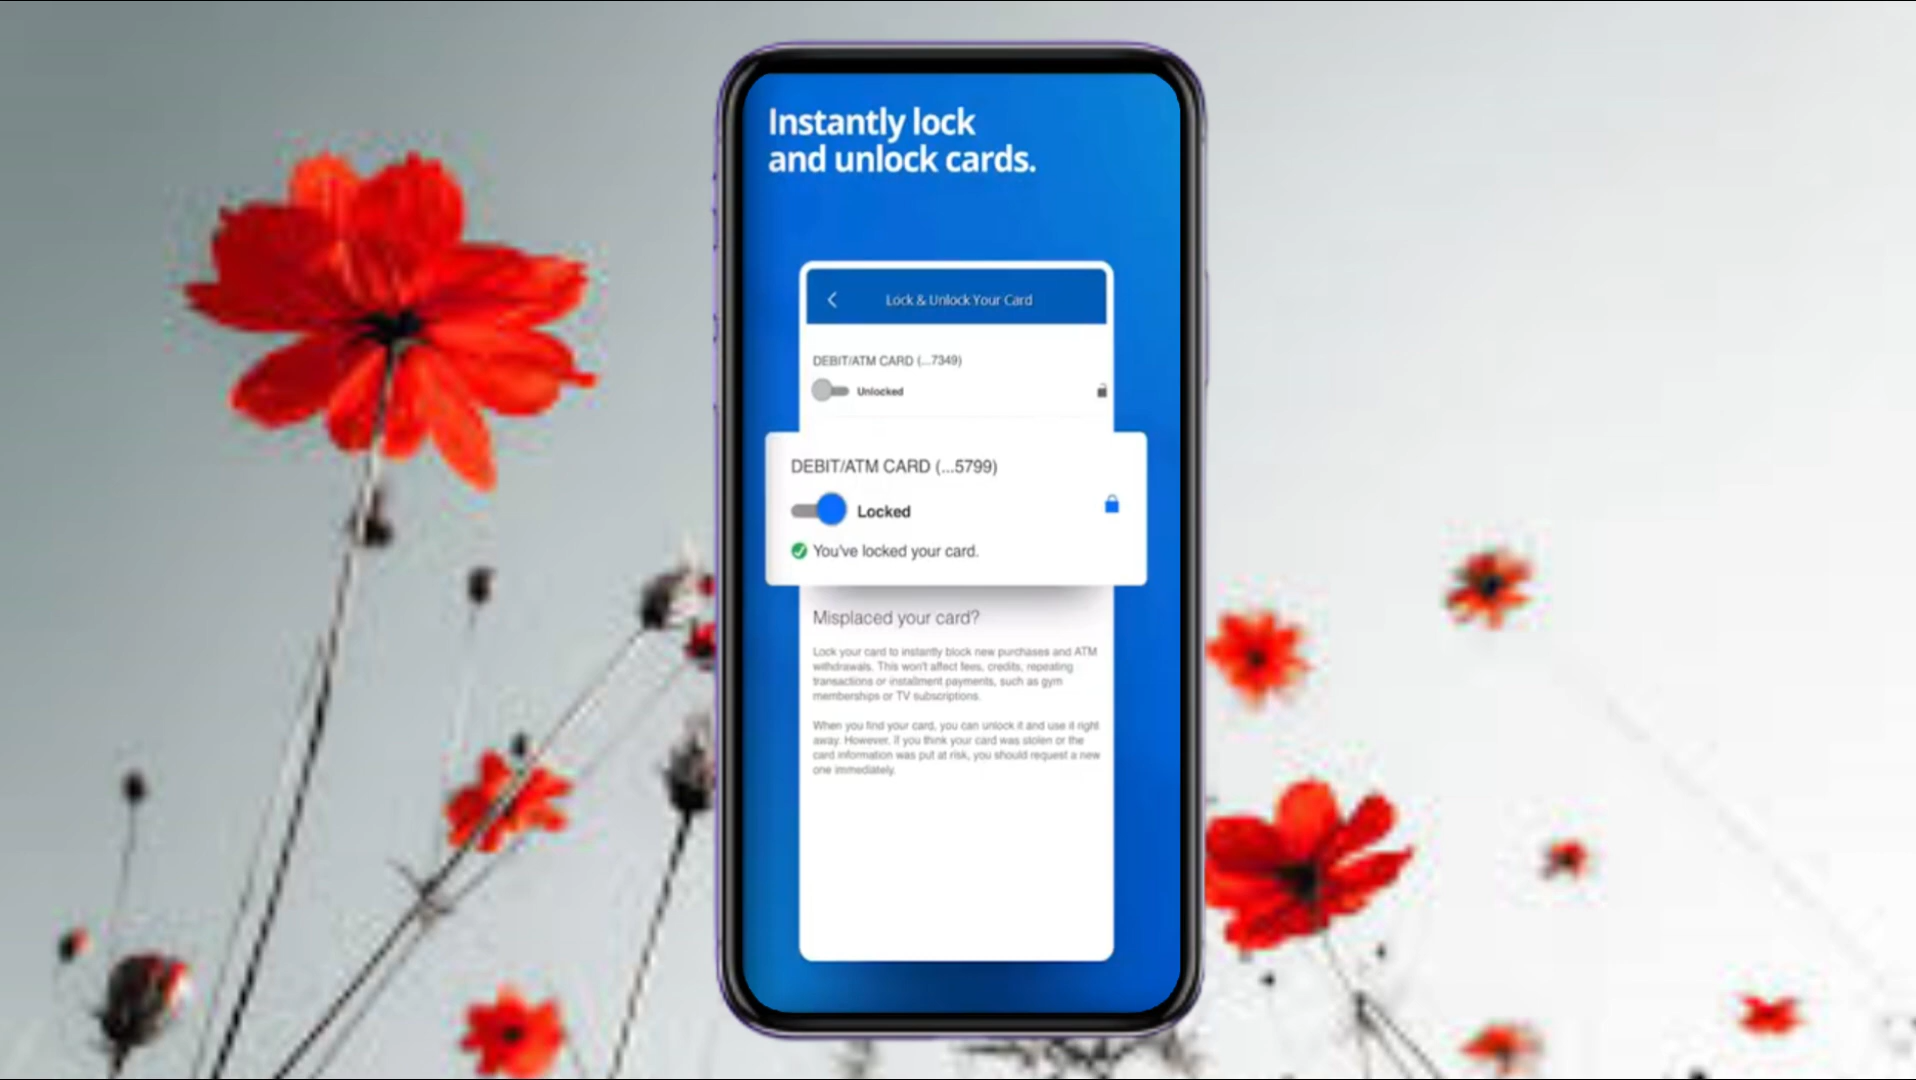 Instantly lock
and unlock cards.
Lock & Unlock Your Card
DEBIT/ATM CARD (...7349)
Unlocked
DEBIT/ATM CARD (...5799)
Locked
You've locked your card.
Misplaced your card?
Lock your card to instantly block new purchases and ATM
withdrawals. This won't affect fees, credits, repeating
transactions or installment payments, such as gym
memberships or TV subscriptions.
When you find your card, you can unlock it and use it right
away. However, if you think your card was stolen or the
card information was put at risk, you should request a new
one immediately.